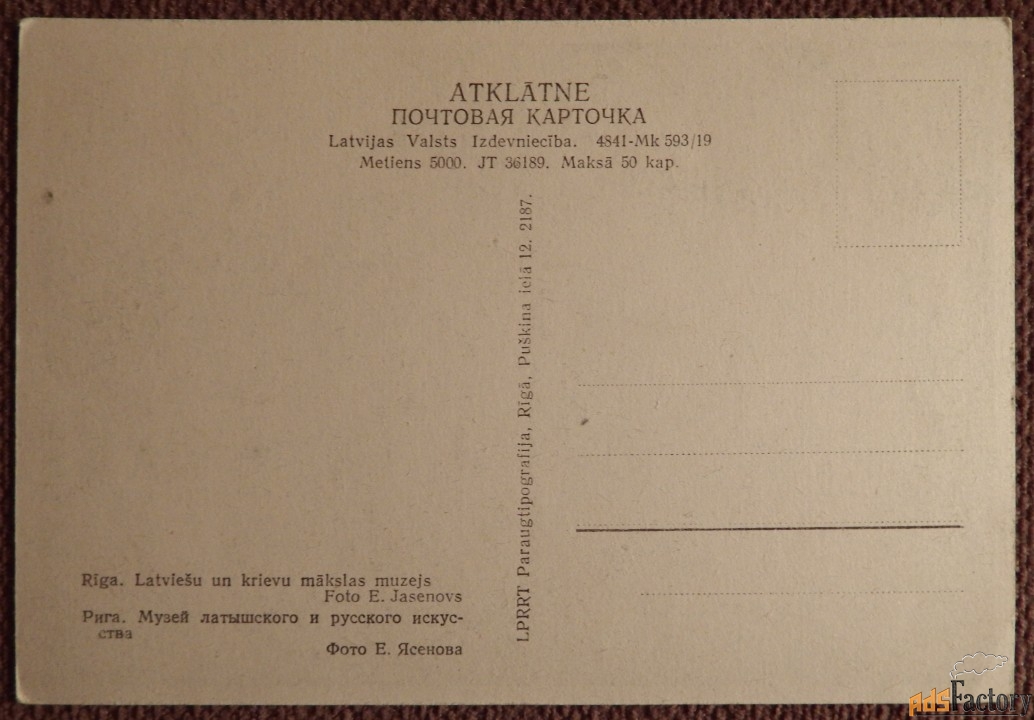 ATKLĀTNE
ПОЧТОВАЯ КАРТОЧКА
Latvijas Valsts Izdevniecība. 4841-Mk 593/19
Metiens 5000. JT 36189. Maksā 50 kap.
LPRRT Paraugtipografija, Rīgā, Puškina ielā 12. 2187.
Rīga. Latviešu un krievu mākslas muzejs
Foto E. Jasenovs
Рига. Музей латышского и русского искус-
ства
Фото Е. Ясенова
adsFactory